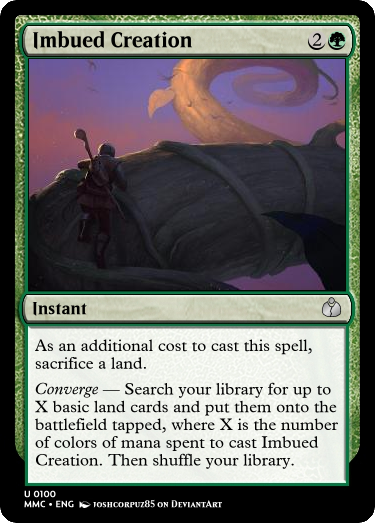 Imbued Creation 2
Instant
As an additional cost to cast this spell,
sacrifice a land.
Converge — Search your library for up to
X basic land cards and put them onto the
battlefield tapped, where X is the number
of colors of mana spent to cast Imbued
Creation. Then shuffle your library.
U 0100
MMC • ENG joshcorpuz85 on DeviantArt